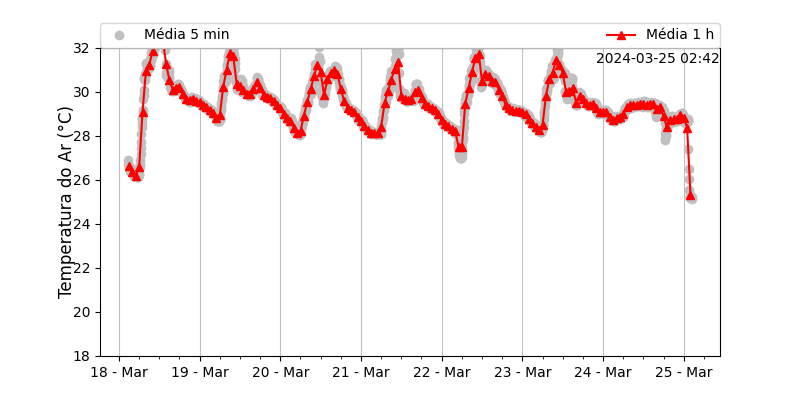 Média 5 min
Média 1 h
2024-03-25 02:42
Temperatura do Ar (°C)
32
30
28
26
24
22
20
18
18 - Mar
19 - Mar
20 - Mar
21 - Mar
22 - Mar
23 - Mar
24 - Mar
25 - Mar